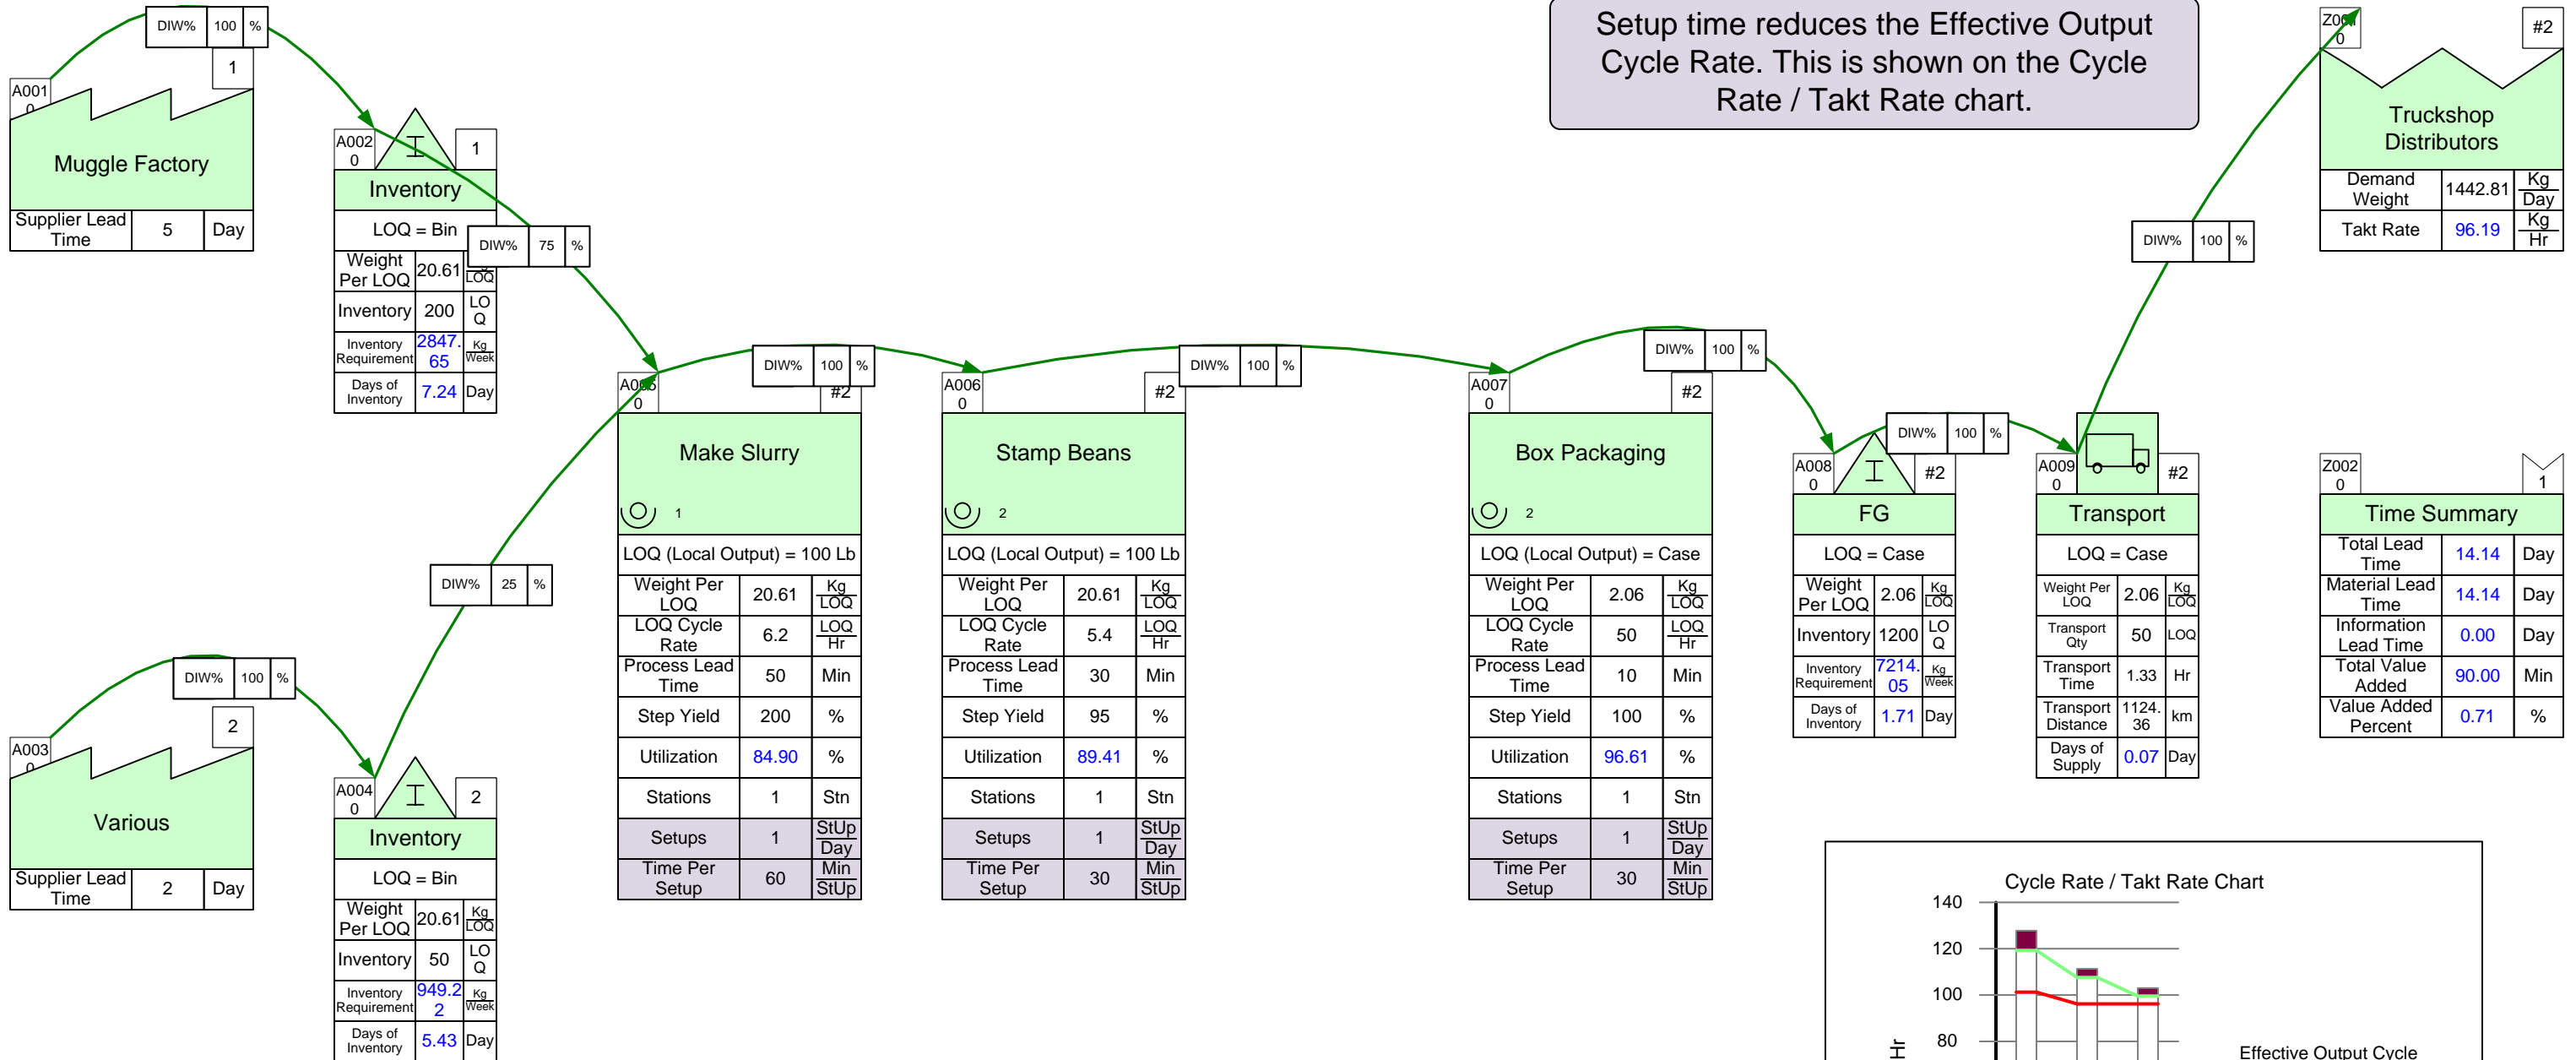 DIW% 100 %
1
A001
0
Muggle Factory
Supplier Lead Time 5 Day
A002
0
I
1
Inventory
LOQ = Bin
DIW% 75 %
Weight Per LOQ 20.61 LOQ
Inventory 200 LOQ
Inventory Requirement 2847.65 Kg/Week
Days of Inventory 7.24 Day
DIW% 100 %
2
A003
0
Various
Supplier Lead Time 2 Day
A004
0
I
2
Inventory
LOQ = Bin
Weight Per LOQ 20.61 Kg/LOQ
Inventory 50 LOQ
Inventory Requirement 949.22 Kg/Week
Days of Inventory 5.43 Day
DIW% 25 %
A005
0
DIW% 100 %
#2
Make Slurry
1
LOQ (Local Output) = 100 Lb
Weight Per LOQ 20.61 Kg/LOQ
LOQ Cycle Rate 6.2 LOQ/Hr
Process Lead Time 50 Min
Step Yield 200 %
Utilization 84.90 %
Stations 1 Stn
Setups 1 StUp/Day
Time Per Setup 60 Min/StUp
A006
0
#2
DIW% 100 %
Stamp Beans
2
LOQ (Local Output) = 100 Lb
Weight Per LOQ 20.61 Kg/LOQ
LOQ Cycle Rate 5.4 LOQ/Hr
Process Lead Time 30 Min
Step Yield 95 %
Utilization 89.41 %
Stations 1 Stn
Setups 1 StUp/Day
Time Per Setup 30 Min/StUp
A007
0
#2
DIW% 100 %
Box Packaging
2
LOQ (Local Output) = Case
Weight Per LOQ 2.06 Kg/LOQ
LOQ Cycle Rate 50 LOQ/Hr
Process Lead Time 10 Min
Step Yield 100 %
Utilization 96.61 %
Stations 1 Stn
Setups 1 StUp/Day
Time Per Setup 30 Min/StUp
Setup time reduces the Effective Output
Cycle Rate. This is shown on the Cycle
Rate / Takt Rate chart.
A008
0
I
#2
DIW% 100 %
FG
LOQ = Case
Weight Per LOQ 2.06 Kg/LOQ
Inventory 1200 LOQ
Inventory Requirement 7214.05 Kg/Week
Days of Inventory 1.71 Day
A009
0
#2
Transport
LOQ = Case
Weight Per LOQ 2.06 Kg/LOQ
Transport Qty 50 LOQ
Transport Time 1.33 Hr
Transport Distance 1124.36 km
Days of Supply 0.07 Day
DIW% 100 %
Z001
0
#2
Truckshop
Distributors
Demand Weight 1442.81 Kg/Day
Takt Rate 96.19 Kg/Hr
Z002
0
1
Time Summary
Total Lead Time 14.14 Day
Material Lead Time 14.14 Day
Information Lead Time 0.00 Day
Total Value Added 90.00 Min
Value Added Percent 0.71 %
Cycle Rate / Takt Rate Chart
140
120
100
80
Hr
Effective Output Cycle